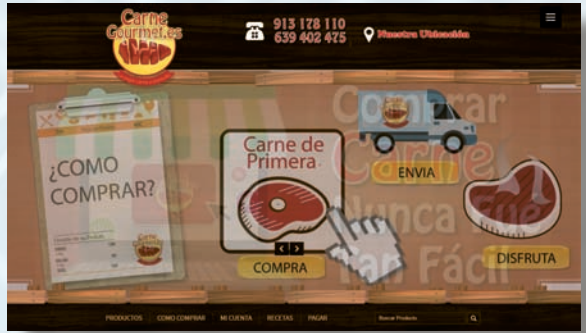 Carne
Gourmet.es
913 178 110
639 402 475
Nuestra Ubicación
¿COMO
COMPRAR?
Carne de
Primera
COMPRA
ENVIA
DISFRUTA
Comprar
Carne
Nunca Fue
Tan Fácil
PRODUCTOS COMO COMPRAR MI CUENTA RECETAS PAGAR
Buscar Producto